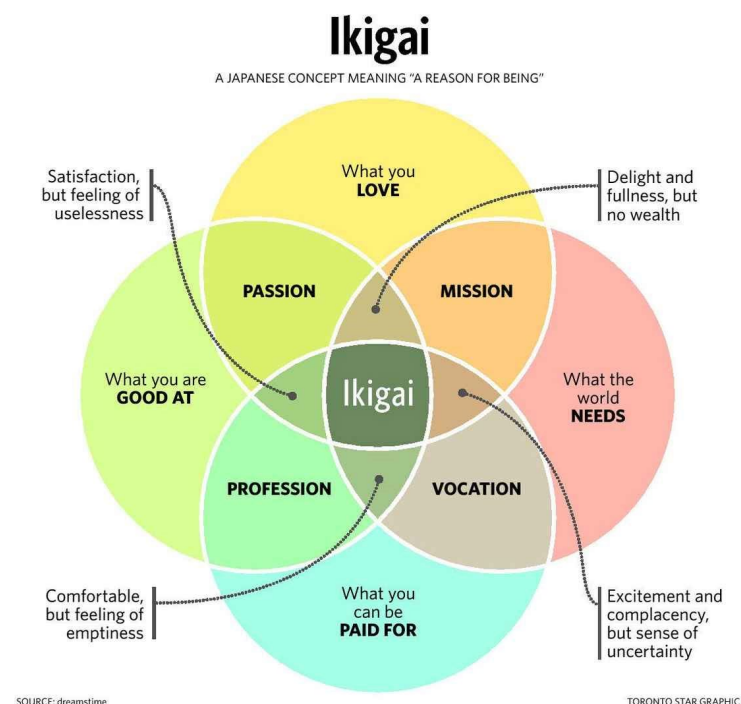 Ikigai
A JAPANESE CONCEPT MEANING “A REASON FOR BEING”
What you
LOVE
Satisfaction,
but feeling of
uselessness
Delight and
fullness, but
no wealth
PASSION
MISSION
What you are
GOOD AT
Ikigai
What the
world
NEEDS
PROFESSION
VOCATION
What you
can be
PAID FOR
Comfortable,
but feeling of
emptiness
Excitement and
complacency,
but sense of
uncertainty
SOURCE: dreamstime
TORONTO STAR GRAPHIC